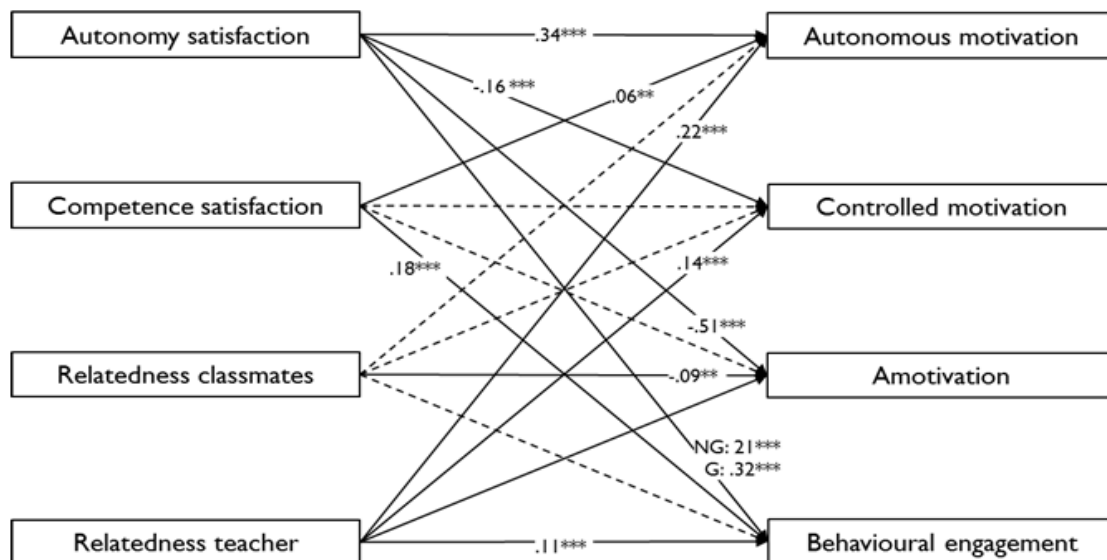 Autonomy satisfaction
.34***
Autonomous motivation
-.16 ***
.06**
.22***
Competence satisfaction
Controlled motivation
.18***
.14***
-.51***
Relatedness classmates
-.09**
Amotivation
NG: 21***
G: .32***
Relatedness teacher
.11***
Behavioural engagement